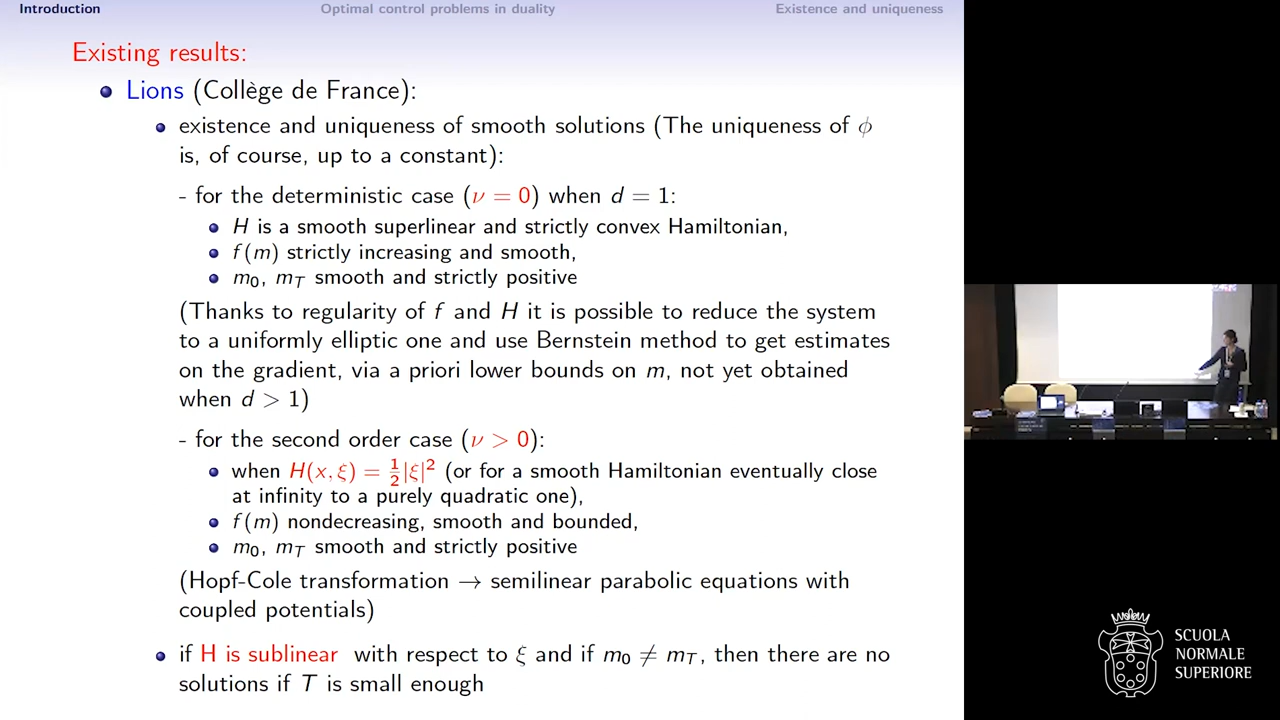 Introduction Optimal control problems in duality Existence and uniqueness
Existing results:
Lions (Collège de France):
existence and uniqueness of smooth solutions (The uniqueness of ϕ
is, of course, up to a constant):
- for the deterministic case (ν = 0) when d = 1:
H is a smooth superlinear and strictly convex Hamiltonian,
f(m) strictly increasing and smooth,
m₀, m_T smooth and strictly positive
(Thanks to regularity of f and H it is possible to reduce the system
to a uniformly elliptic one and use Bernstein method to get estimates
on the gradient, via a priori lower bounds on m, not yet obtained
when d > 1)
- for the second order case (ν > 0):
when H(x, ξ) = ½|ξ|² (or for a smooth Hamiltonian eventually close
at infinity to a purely quadratic one),
f(m) nondecreasing, smooth and bounded,
m₀, m_T smooth and strictly positive
(Hopf-Cole transformation → semilinear parabolic equations with
coupled potentials)
if H is sublinear with respect to ξ and if m₀ ≠ m_T, then there are no
solutions if T is small enough
SCUOLA
NORMALE
SUPERIORE